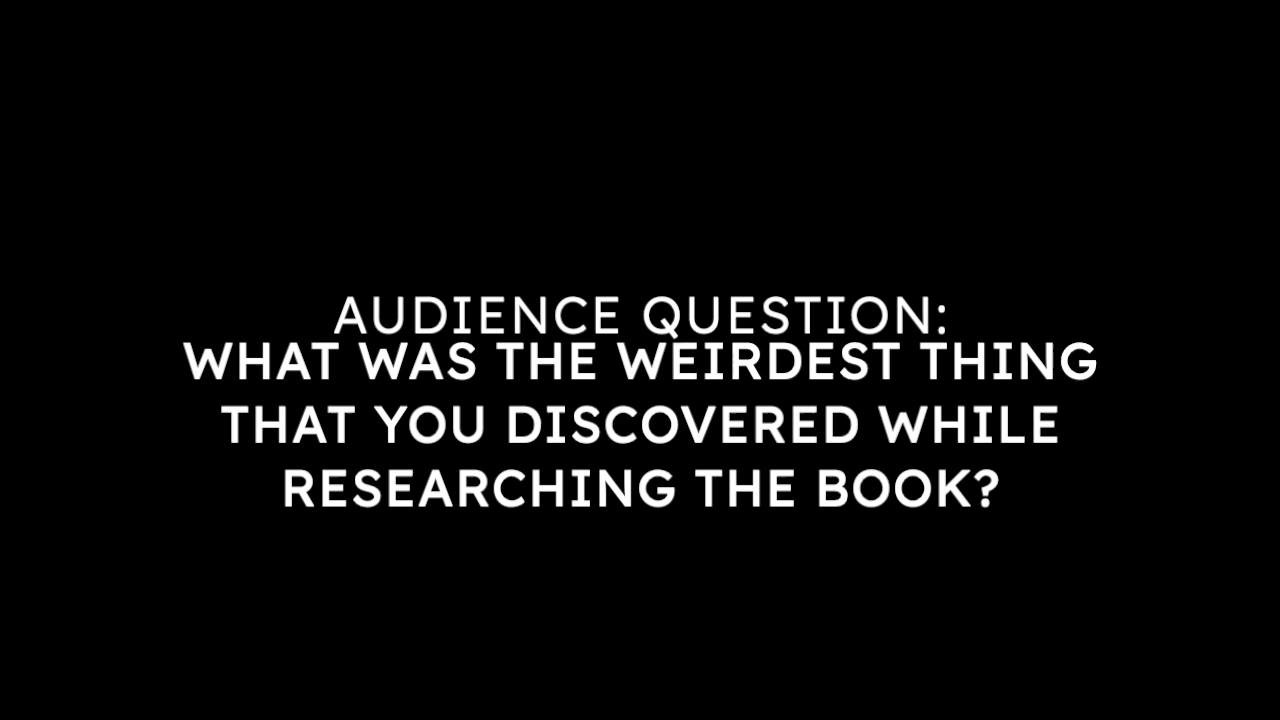 AUDIENCE QUESTION:
WHAT WAS THE WEIRDEST THING
THAT YOU DISCOVERED WHILE
RESEARCHING THE BOOK?